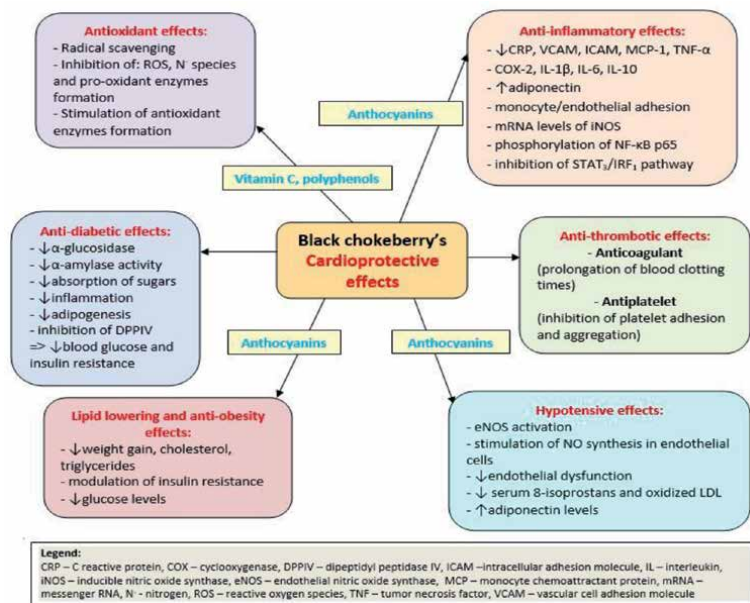 Antioxidant effects:
- Radical scavenging
- Inhibition of: ROS, N⁻ species
and pro-oxidant enzymes
formation
- Stimulation of antioxidant
enzymes formation
Anti-inflammatory effects:
- ↓CRP, VCAM, ICAM, MCP-1, TNF-α
- COX-2, IL-1β, IL-6, IL-10
- ↑adiponectin
- monocyte/endothelial adhesion
- mRNA levels of iNOS
- phosphorylation of NF-κB p65
- inhibition of STAT₃/IRF₁ pathway
Anthocyanins
Vitamin C, polyphenols
Anti-diabetic effects:
- ↓α-glucosidase
- ↓α-amylase activity
- ↓absorption of sugars
- ↓inflammation
- ↓adipogenesis
- inhibition of DPPIV
=> ↓blood glucose and
insulin resistance
Black chokeberry's
Cardioprotective
effects
Anti-thrombotic effects:
- Anticoagulant
(prolongation of blood clotting
times)
- Antiplatelet
(inhibition of platelet adhesion
and aggregation)
Anthocyanins
Anthocyanins
Lipid lowering and anti-obesity
effects:
- ↓weight gain, cholesterol,
triglycerides
- modulation of insulin resistance
- ↓glucose levels
Hypotensive effects:
- eNOS activation
- stimulation of NO synthesis in endothelial
cells
- ↓endothelial dysfunction
- ↓ serum 8-isoprostans and oxidized LDL
- ↑adiponectin levels
Legend:
CRP – C reactive protein, COX – cyclooxygenase, DPPIV – dipeptidyl peptidase IV, ICAM –intracellular adhesion molecule, IL – interleukin,
iNOS – inducible nitric oxide synthase, eNOS – endothelial nitric oxide synthase, MCP – monocyte chemoattractant protein, mRNA –
messenger RNA, N⁻ - nitrogen, ROS – reactive oxygen species, TNF – tumor necrosis factor, VCAM – vascular cell adhesion molecule